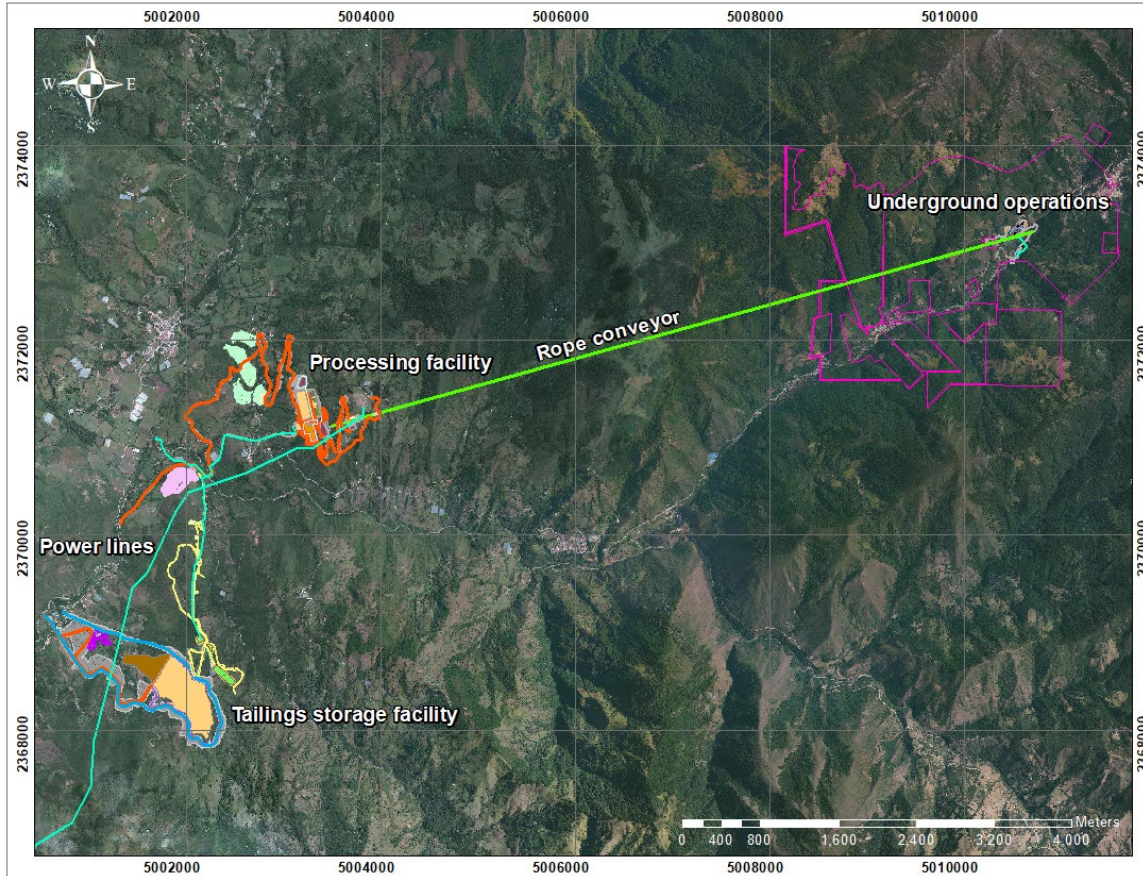 5002000 5004000 5006000 5008000 5010000
N
W E
S
2374000
2374000
Underground operations
Rope conveyor
2372000
2372000
Processing facility
2370000
2370000
Power lines
Tailings storage facility
2368000
2368000
Meters
0 400 800 1,600 2,400 3,200 4,000
5002000 5004000 5006000 5008000 5010000